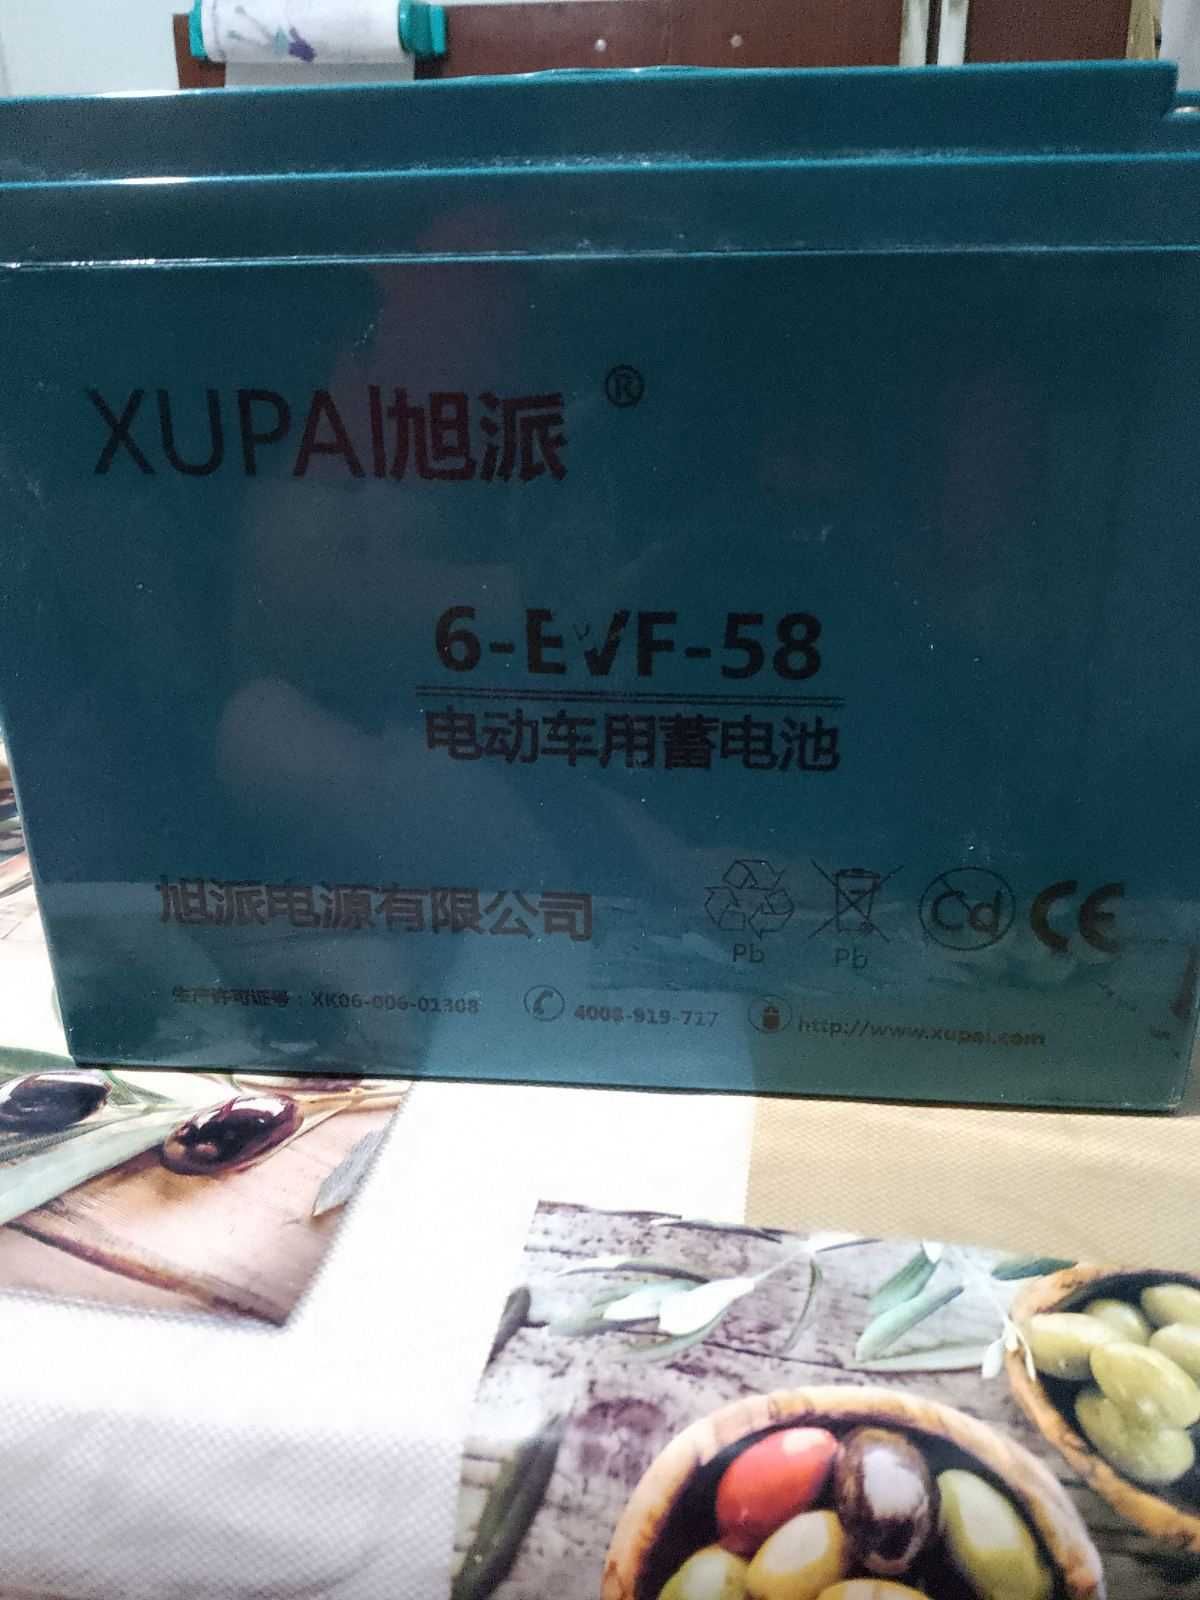 XUPAI旭派®
6-EVF-58
电动车用蓄电池
旭派电源有限公司
Pb Pb Cd CE
生产许可证号：XK06-006-01308 4008-919-717 http://www.xupai.com